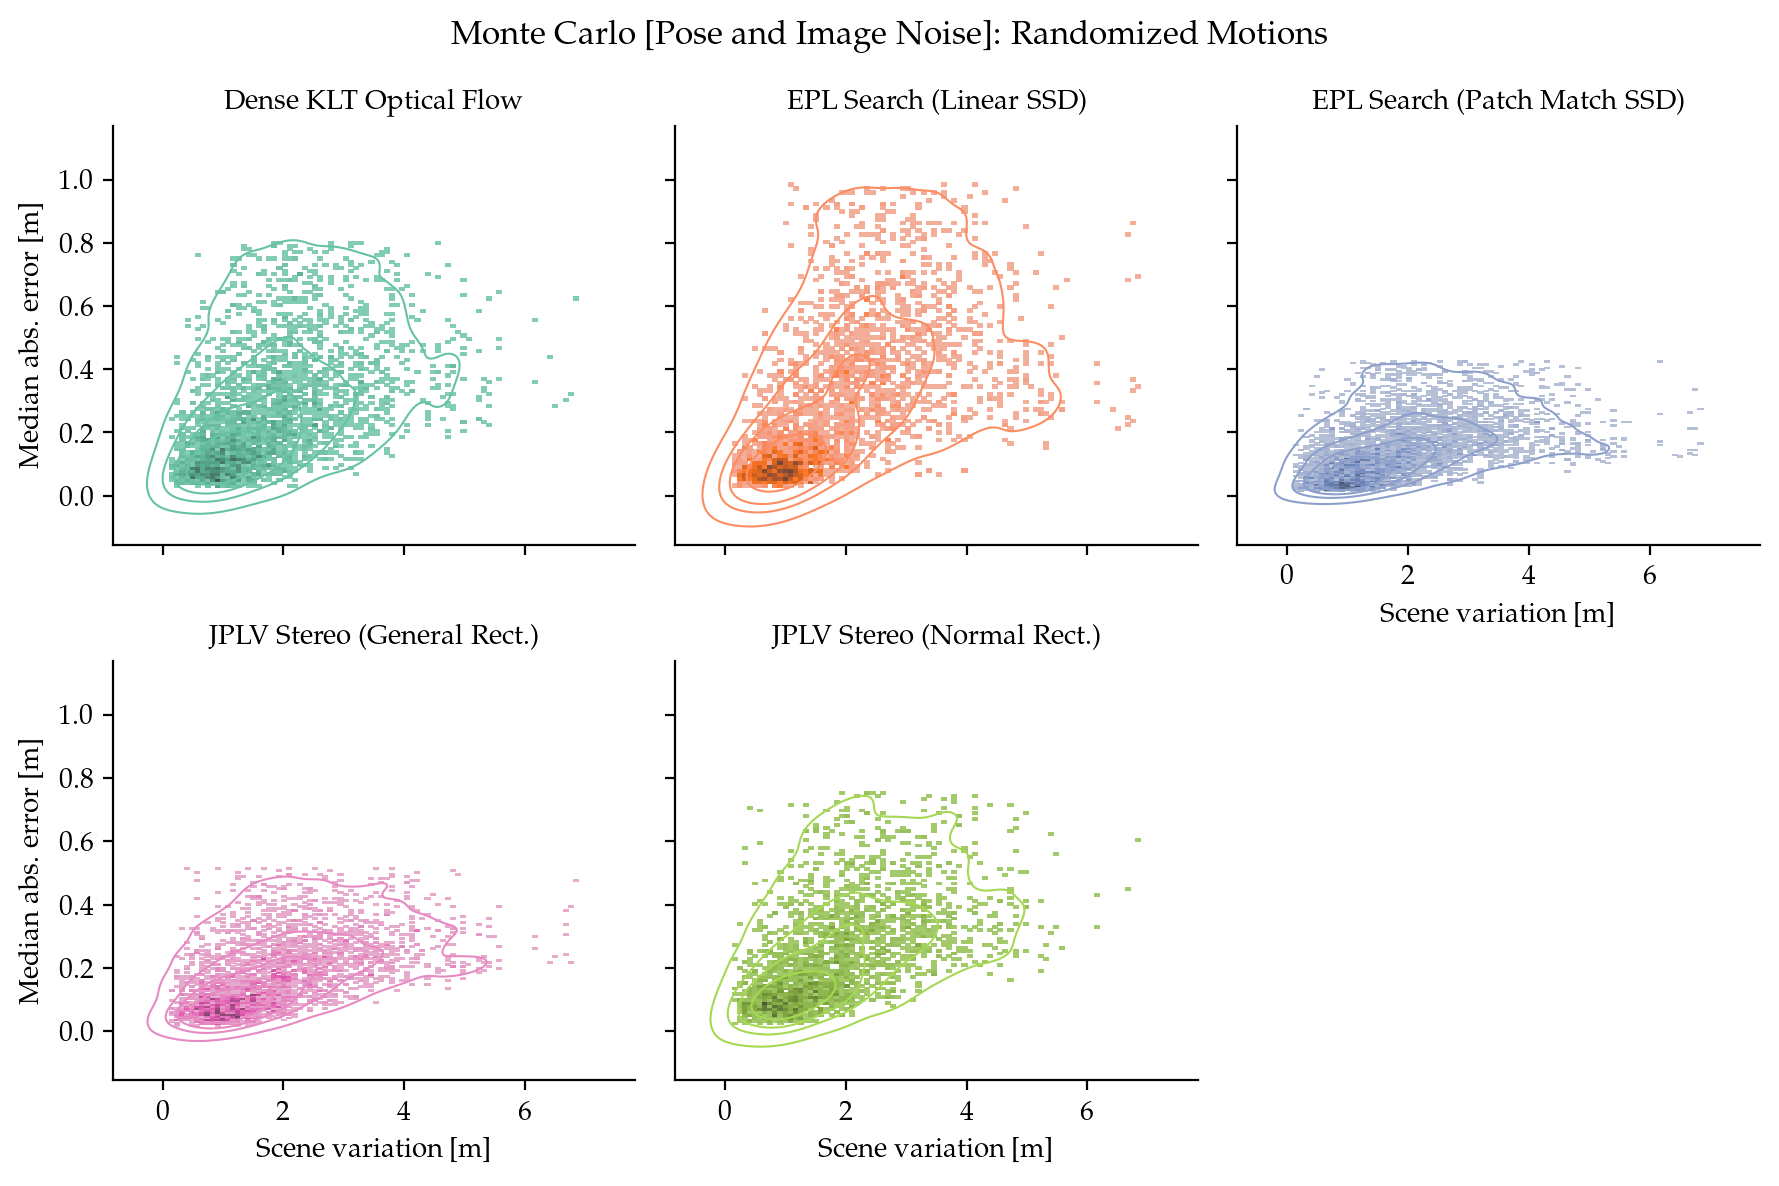 Monte Carlo [Pose and Image Noise]: Randomized Motions
Dense KLT Optical Flow
EPL Search (Linear SSD)
EPL Search (Patch Match SSD)
Median abs. error [m]
1.0
0.8
0.6
0.4
0.2
0.0
0 2 4 6
Scene variation [m]
JPLV Stereo (General Rect.)
JPLV Stereo (Normal Rect.)
Median abs. error [m]
1.0
0.8
0.6
0.4
0.2
0.0
0 2 4 6
Scene variation [m]
0 2 4 6
Scene variation [m]